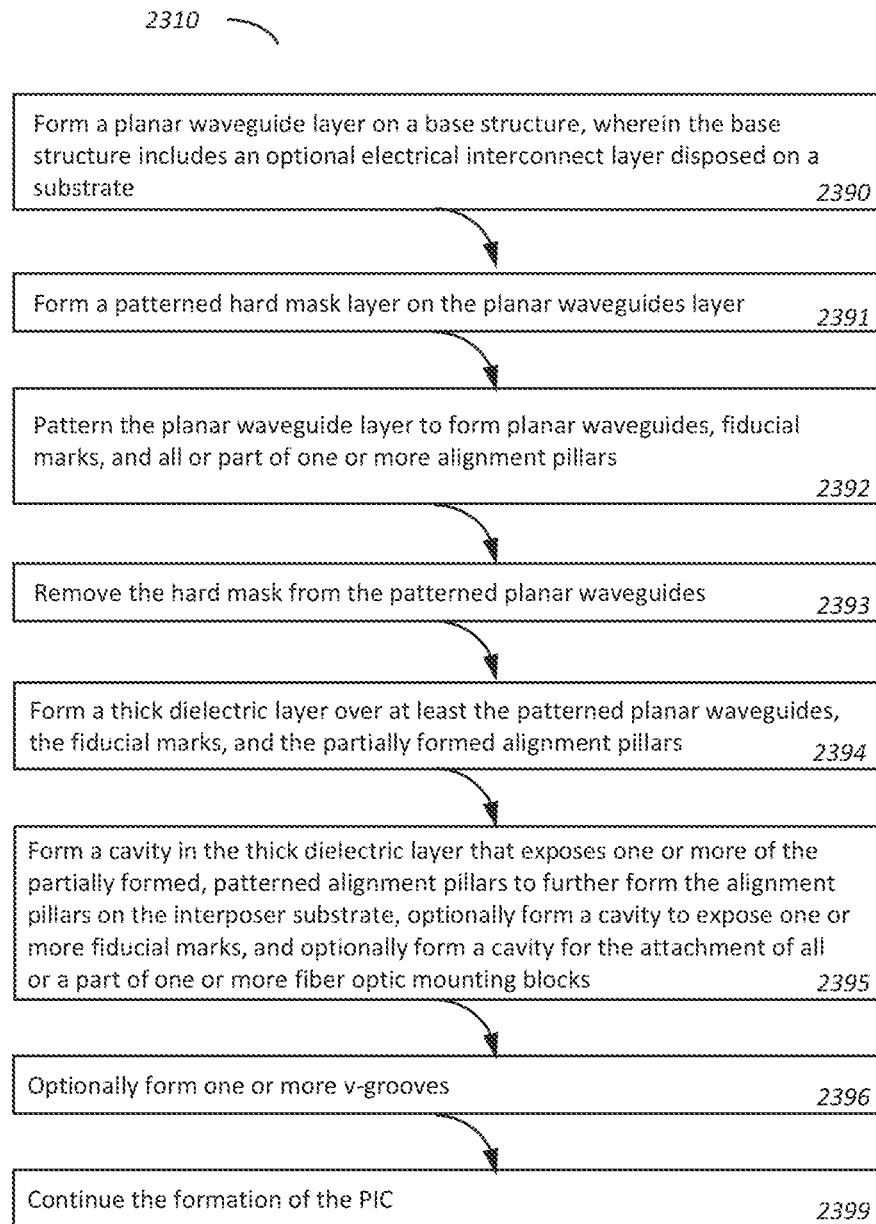 2310
Form a planar waveguide layer on a base structure, wherein the base
structure includes an optional electrical interconnect layer disposed on a
substrate
2390
Form a patterned hard mask layer on the planar waveguides layer
2391
Pattern the planar waveguide layer to form planar waveguides, fiducial
marks, and all or part of one or more alignment pillars
2392
Remove the hard mask from the patterned planar waveguides
2393
Form a thick dielectric layer over at least the patterned planar waveguides,
the fiducial marks, and the partially formed alignment pillars
2394
Form a cavity in the thick dielectric layer that exposes one or more of the
partially formed, patterned alignment pillars to further form the alignment
pillars on the interposer substrate, optionally form a cavity to expose one or
more fiducial marks, and optionally form a cavity for the attachment of all
or a part of one or more fiber optic mounting blocks
2395
Optionally form one or more v-grooves
2396
Continue the formation of the PIC
2399